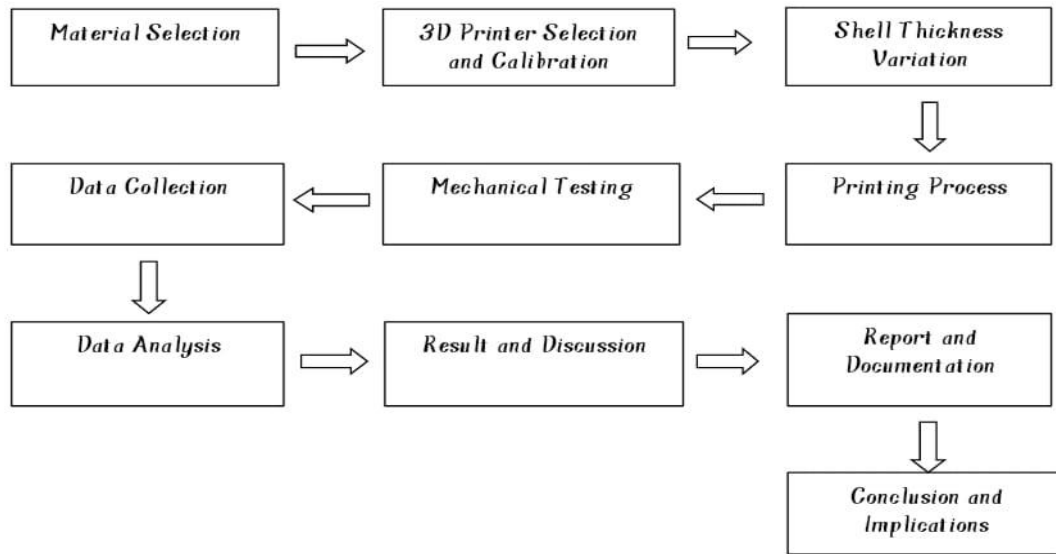 Material Selection
3D Printer Selection
and Calibration
Shell Thickness
Variation
Printing Process
Mechanical Testing
Data Collection
Data Analysis
Result and Discussion
Report and
Documentation
Conclusion and
Implications